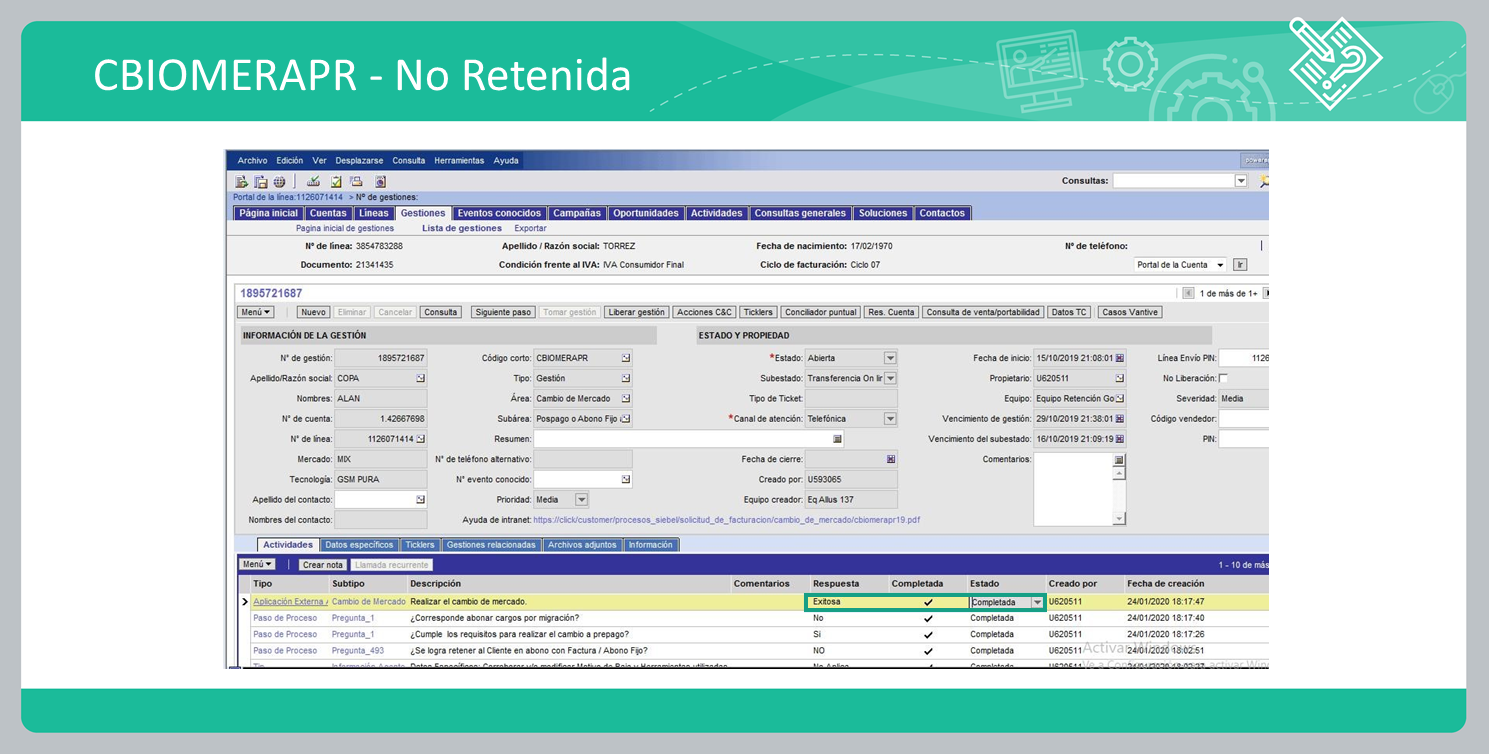 CBIOMERAPR - No Retenida
Archivo Edición Ver Desplazarse Consulta Herramientas Ayuda
Consultas:
Portal de la línea:1126071414 > Nº de gestiones:
Página inicial Cuentas Líneas Gestiones Eventos conocidos Campañas Oportunidades Actividades Consultas generales Soluciones Contactos
Pagina inicial de gestiones Lista de gestiones Exportar
Nº de línea: 3854783288 Apellido / Razón social: TORREZ Fecha de nacimiento: 17/02/1970 Nº de teléfono:
Documento: 21341435 Condición frente al IVA: IVA Consumidor Final Ciclo de facturación: Ciclo 07 Portal de la Cuenta Ir
1895721687 1 de más de 1+
Menú Nuevo Eliminar Cancelar Consulta Siguiente paso Tomar gestión Liberar gestión Acciones C&C Ticklers Conciliador puntual Res. Cuenta Consulta de venta/portabilidad Datos TC Casos Vantive
INFORMACIÓN DE LA GESTIÓN ESTADO Y PROPIEDAD
N° de gestión: 1895721687 Código corto: CBIOMERAPR *Estado: Abierta Fecha de inicio: 15/10/2019 21:08:01 Línea Envío PIN: 1126
Apellido/Razón social: COPA Tipo: Gestión Subestado: Transferencia On lir Propietario: U620511 No Liberación:
Nombres: ALAN Área: Cambio de Mercado Tipo de Ticket: Equipo: Equipo Retención Go Severidad: Media
N° de cuenta: 1.42667698 Subárea: Pospago o Abono Fijo *Canal de atención: Telefónica Vencimiento de gestión: 29/10/2019 21:38:01 Código vendedor:
N° de línea: 1126071414 Resumen: Vencimiento del subestado: 16/10/2019 21:09:19 PIN:
Mercado: MIX N° de teléfono alternativo: Fecha de cierre: Comentarios:
Tecnología: GSM PURA N° evento conocido: Creado por: U593065
Apellido del contacto: Prioridad: Media Equipo creador: Eq Allus 137
Nombres del contacto: Ayuda de intranet: https://click/customer/procesos_siebel/solicitud_de_facturacion/cambio_de_mercado/cbiomerapr19.pdf
Actividades Datos específicos Ticklers Gestiones relacionadas Archivos adjuntos Información
Menú Crear nota Llamada recurrente 1 - 10 de más
Tipo Subtipo Descripción Comentarios Respuesta Completada Estado Creado por Fecha de creación
Aplicación Externa Cambio de Mercado Realizar el cambio de mercado. Exitosa Completada U620511 24/01/2020 18:17:47
Paso de Proceso Pregunta_1 ¿Corresponde abonar cargos por migración? No Completada U620511 24/01/2020 18:17:40
Paso de Proceso Pregunta_1 ¿Cumple los requisitos para realizar el cambio a prepago? Sí Completada U620511 24/01/2020 18:17:26
Paso de Proceso Pregunta_493 ¿Se logra retener al Cliente en abono con Factura / Abono Fijo? NO Completada U620511 24/01/2020 18:02:51